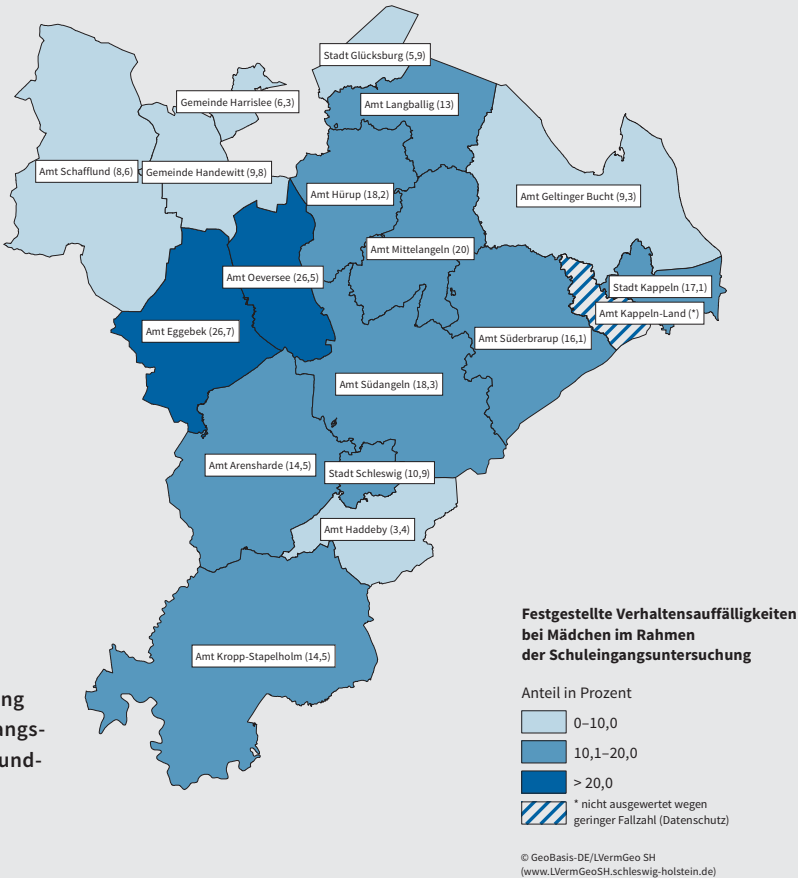 Stadt Glücksburg (5,9)
Gemeinde Harrislee (6,3)
Amt Langballig (13)
Amt Schafflund (8,6)
Gemeinde Handewitt (9,8)
Amt Hürup (18,2)
Amt Geltinger Bucht (9,3)
Amt Mittelangeln (20)
Amt Oeversee (26,5)
Stadt Kappeln (17,1)
Amt Kappeln-Land (*)
Amt Eggebek (26,7)
Amt Süderbrarup (16,1)
Amt Südangeln (18,3)
Amt Arensharde (14,5)
Stadt Schleswig (10,9)
Amt Haddeby (3,4)
Amt Kropp-Stapelholm (14,5)
ng
angs-
und-
Festgestellte Verhaltensauffälligkeiten
bei Mädchen im Rahmen
der Schuleingangsuntersuchung
Anteil in Prozent
0–10,0
10,1–20,0
> 20,0
* nicht ausgewertet wegen
geringer Fallzahl (Datenschutz)
© GeoBasis-DE/LVermGeo SH
(www.LVermGeoSH.schleswig-holstein.de)